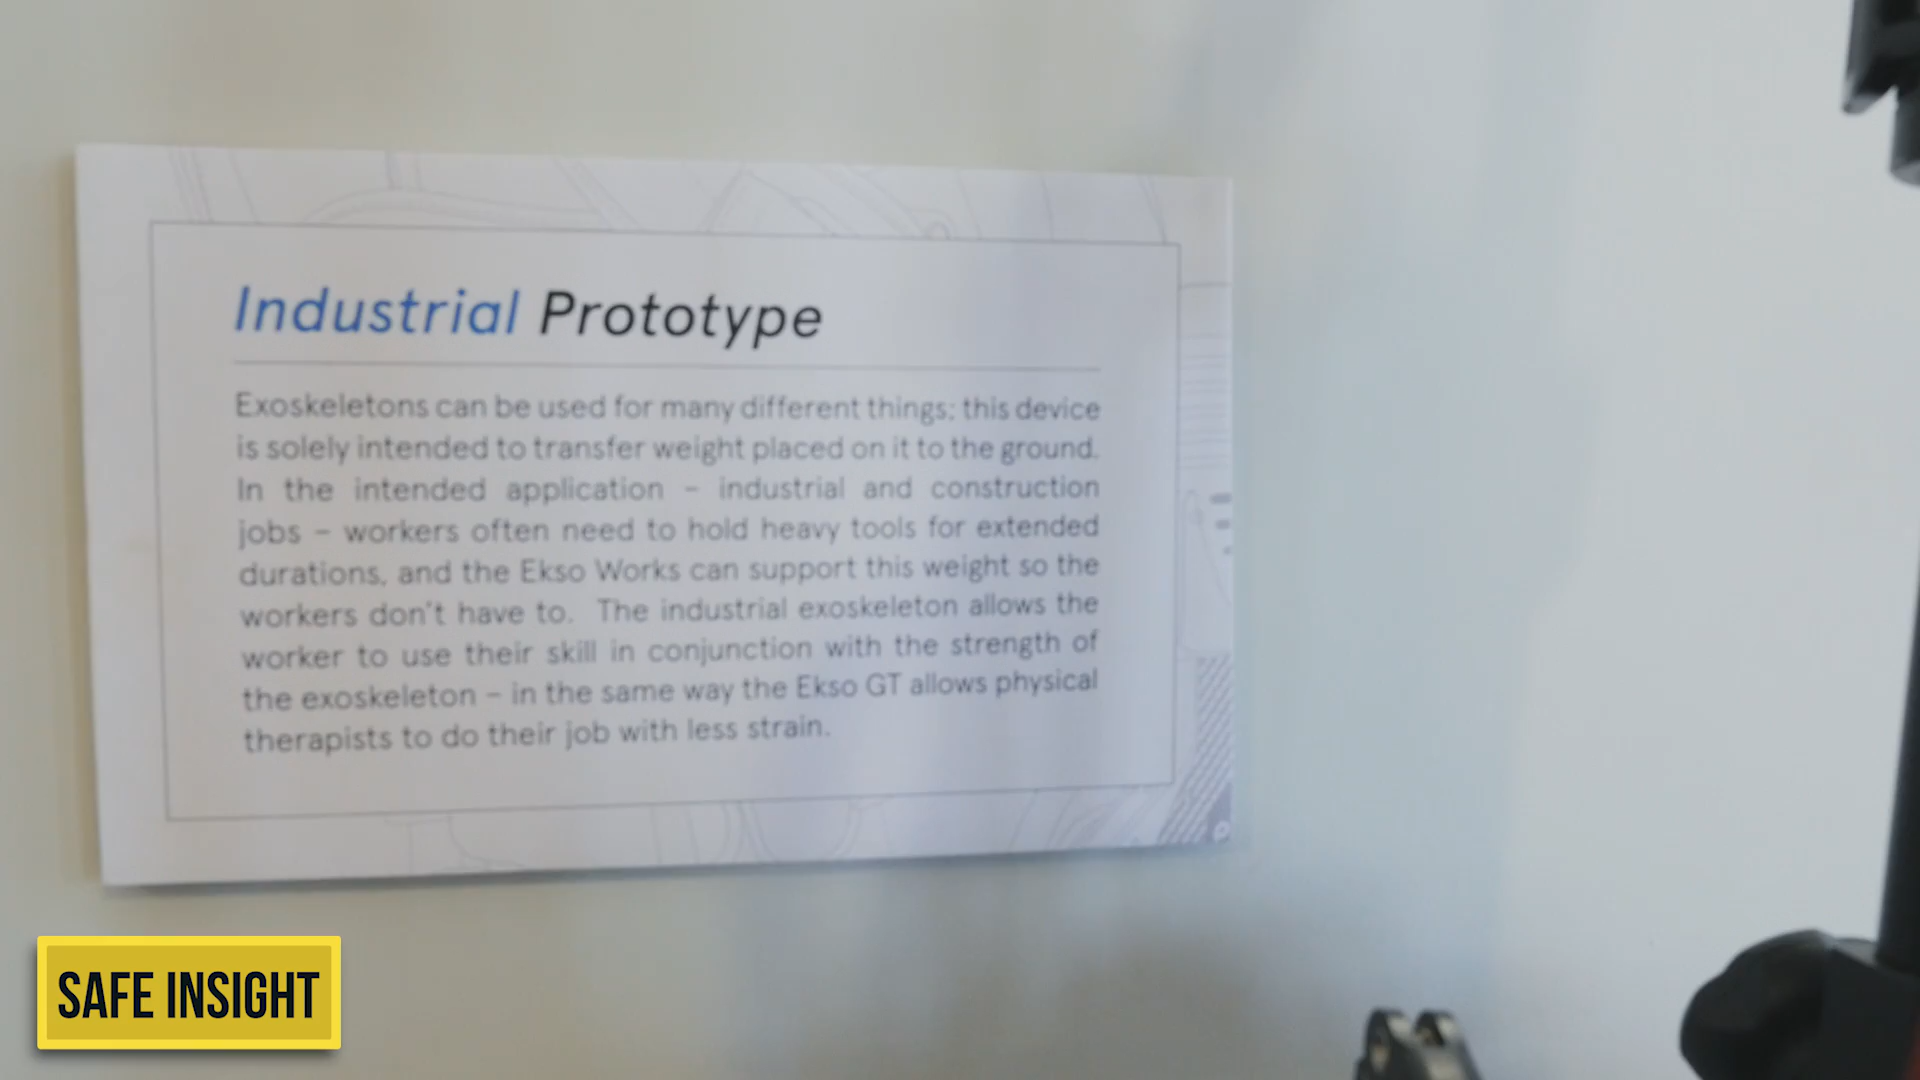 Industrial Prototype
Exoskeletons can be used for many different things; this device
is solely intended to transfer weight placed on it to the ground.
In the intended application – industrial and construction
jobs – workers often need to hold heavy tools for extended
durations, and the Ekso Works can support this weight so the
workers don't have to. The industrial exoskeleton allows the
worker to use their skill in conjunction with the strength of
the exoskeleton – in the same way the Ekso GT allows physical
therapists to do their job with less strain.
SAFE INSIGHT